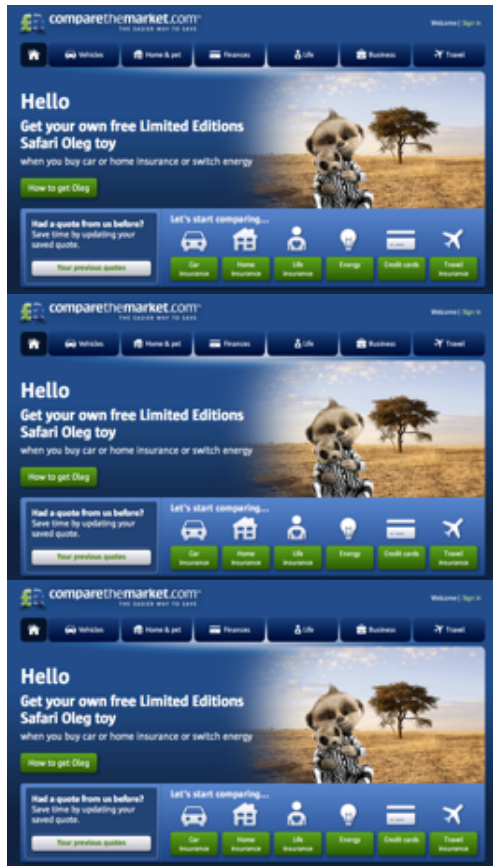 comparethemarket.com
THE EASIER WAY TO SAVE
Welcome | Sign in
Vehicles Home & pet Finances Life Business Travel
Hello
Get your own free Limited Editions
Safari Oleg toy
when you buy car or home insurance or switch energy
How to get Oleg
Had a quote from us before?
Save time by updating your
saved quote.
Your previous quotes
Let's start comparing...
Car Insurance
Home Insurance
Life Insurance
Energy
Credit cards
Travel Insurance
comparethemarket.com
THE EASIER WAY TO SAVE
Welcome | Sign in
Vehicles Home & pet Finances Life Business Travel
Hello
Get your own free Limited Editions
Safari Oleg toy
when you buy car or home insurance or switch energy
How to get Oleg
Had a quote from us before?
Save time by updating your
saved quote.
Your previous quotes
Let's start comparing...
Car Insurance
Home Insurance
Life Insurance
Energy
Credit cards
Travel Insurance
comparethemarket.com
THE EASIER WAY TO SAVE
Welcome | Sign in
Vehicles Home & pet Finances Life Business Travel
Hello
Get your own free Limited Editions
Safari Oleg toy
when you buy car or home insurance or switch energy
How to get Oleg
Had a quote from us before?
Save time by updating your
saved quote.
Your previous quotes
Let's start comparing...
Car Insurance
Home Insurance
Life Insurance
Energy
Credit cards
Travel Insurance